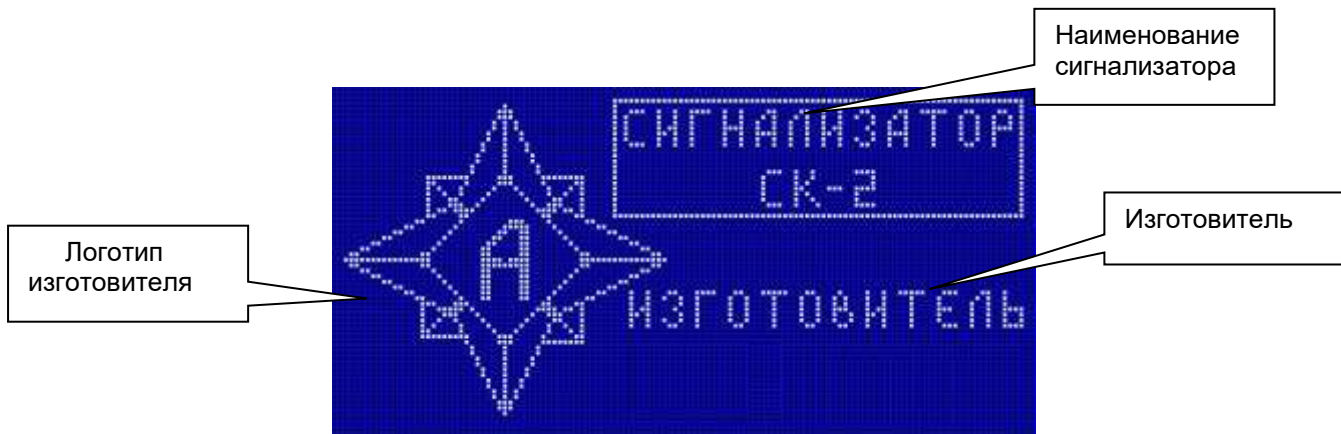 Наименование
сигнализатора
СИГНАЛИЗАТОР
СК-2
Изготовитель
Логотип
изготовителя
А
ИЗГОТОВИТЕЛЬ